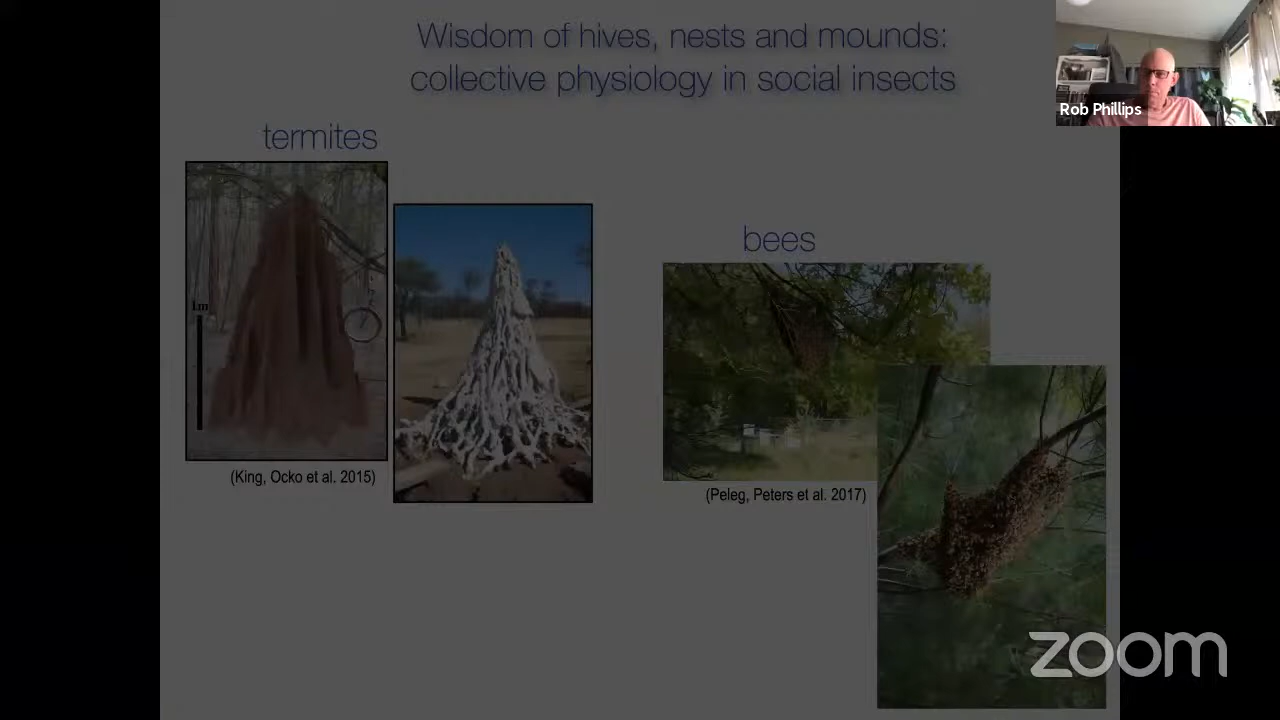 Wisdom of hives, nests and mounds:
collective physiology in social insects
Rob Phillips
termites
bees
1m
(King, Ocko et al. 2015)
(Peleg, Peters et al. 2017)
zoom